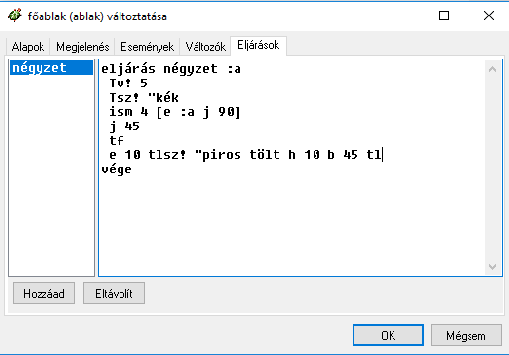 főablak (ablak) változtatása
Alapok Megjelenés Események Változók Eljárások
négyzet
eljárás négyzet :a
Tv! 5
Tsz! "kék
ism 4 [e :a j 90]
j 45
tf
e 10 tlsz! "piros tölt h 10 b 45 tl
vége
Hozzáad Eltávolít
OK Mégsem